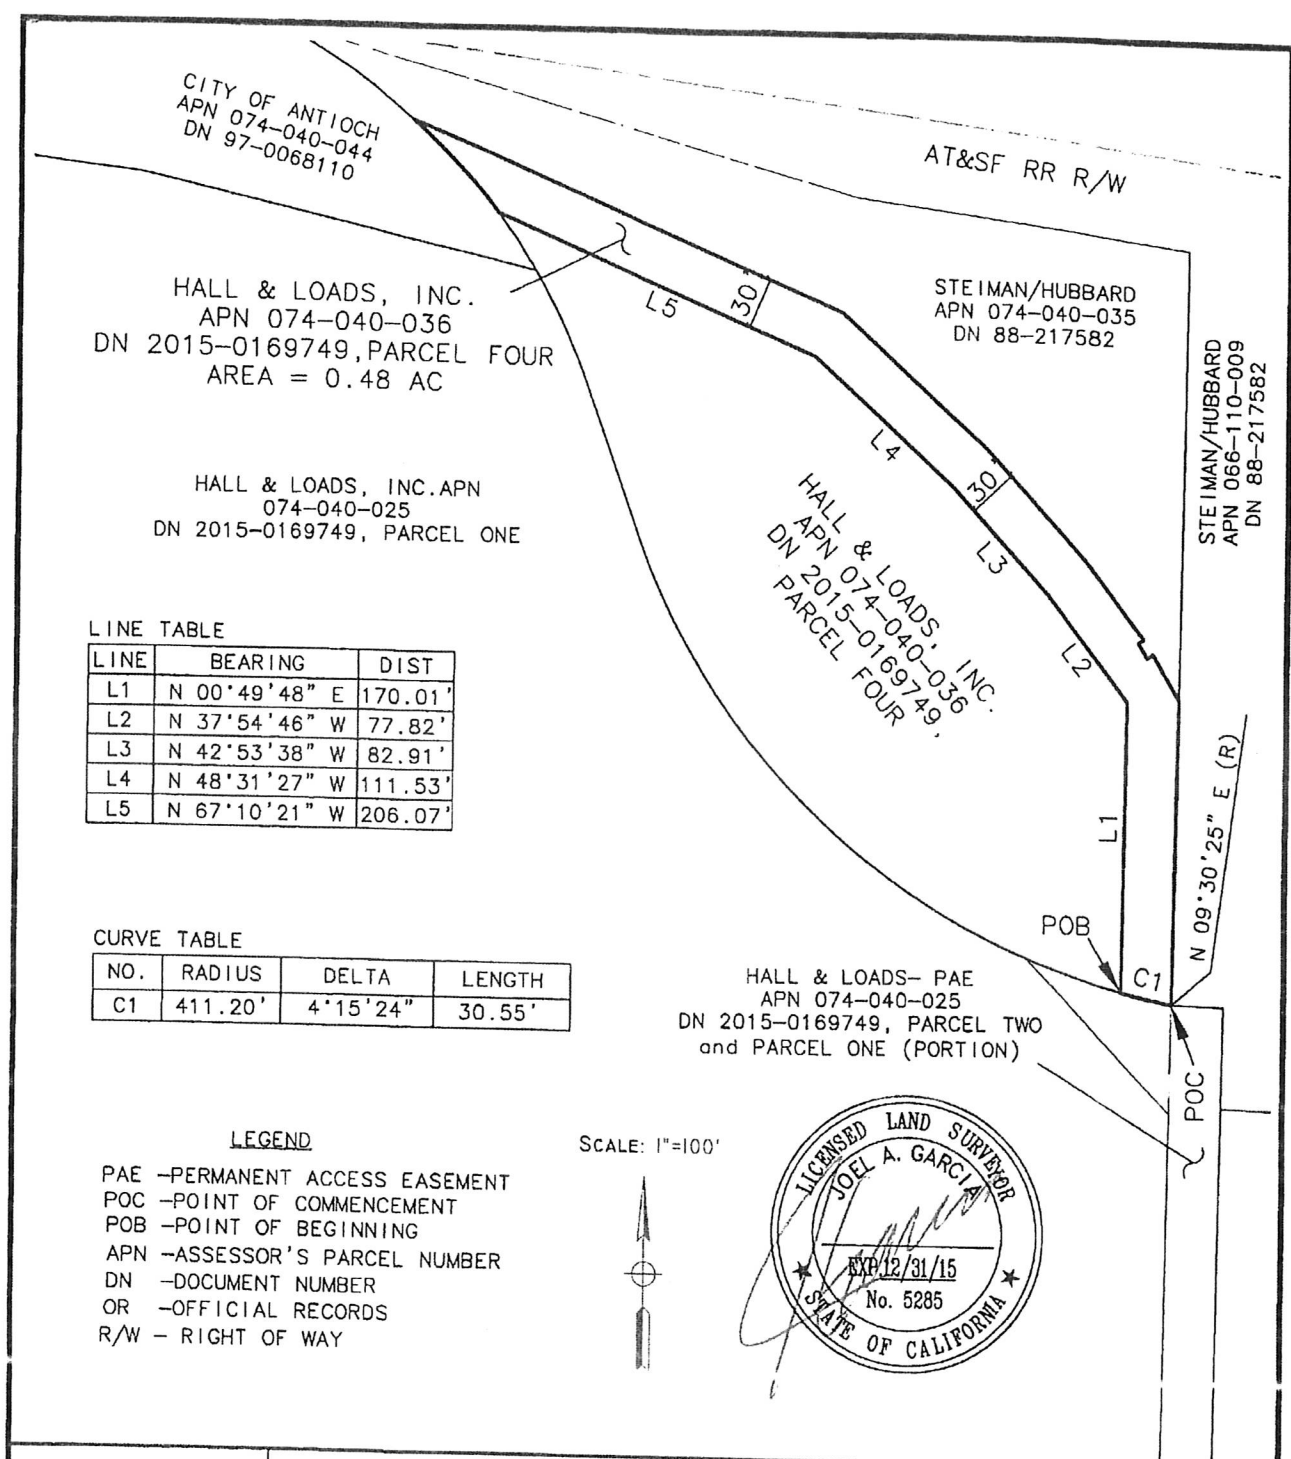 CITY OF ANTIOCH
APN 074-040-044
DN 97-0068110
AT&SF RR R/W
HALL & LOADS, INC.
APN 074-040-036
DN 2015-0169749, PARCEL FOUR
AREA = 0.48 AC
L5
30'
STEIMAN/HUBBARD
APN 074-040-035
DN 88-217582
STEIMAN/HUBBARD
APN 066-110-009
DN 88-217582
L4
30'
L3
L2
HALL & LOADS, INC. APN
074-040-025
DN 2015-0169749, PARCEL ONE
HALL & LOADS, INC.
APN 074-040-036
DN 2015-0169749,
PARCEL FOUR
LINE TABLE
LINE BEARING DIST
L1 N 00°49'48" E 170.01'
L2 N 37°54'46" W 77.82'
L3 N 42°53'38" W 82.91'
L4 N 48°31'27" W 111.53'
L5 N 67°10'21" W 206.07'
L1
N 09°30'25" E (R)
POB
C1
POC
CURVE TABLE
NO. RADIUS DELTA LENGTH
C1 411.20' 4°15'24" 30.55'
HALL & LOADS- PAE
APN 074-040-025
DN 2015-0169749, PARCEL TWO
and PARCEL ONE (PORTION)
LEGEND
PAE -PERMANENT ACCESS EASEMENT
POC -POINT OF COMMENCEMENT
POB -POINT OF BEGINNING
APN -ASSESSOR'S PARCEL NUMBER
DN -DOCUMENT NUMBER
OR -OFFICIAL RECORDS
R/W - RIGHT OF WAY
SCALE: 1"=100'
LICENSED LAND SURVEYOR
JOEL A. GARCIA
EXP.12/31/15
No. 5285
STATE OF CALIFORNIA